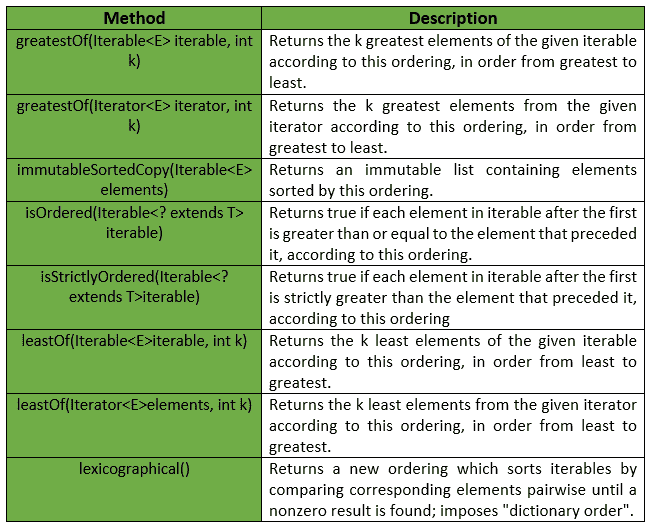 Method Description
greatestOf(Iterable<E> iterable, int Returns the k greatest elements of the given iterable
k) according to this ordering, in order from greatest to
least.
greatestOf(Iterator<E> iterator, int Returns the k greatest elements from the given
k) iterator according to this ordering, in order from
greatest to least.
immutableSortedCopy(Iterable<E> Returns an immutable list containing elements
elements) sorted by this ordering.
isOrdered(Iterable<? extends T> Returns true if each element in iterable after the first
iterable) is greater than or equal to the element that preceded
it, according to this ordering.
isStrictlyOrdered(Iterable<? Returns true if each element in iterable after the first
extends T>iterable) is strictly greater than the element that preceded it,
according to this ordering
leastOf(Iterable<E>iterable, int k) Returns the k least elements of the given iterable
according to this ordering, in order from least to
greatest.
leastOf(Iterator<E>elements, int k) Returns the k least elements from the given iterator
according to this ordering, in order from least to
greatest.
lexicographical() Returns a new ordering which sorts iterables by
comparing corresponding elements pairwise until a
nonzero result is found; imposes "dictionary order".